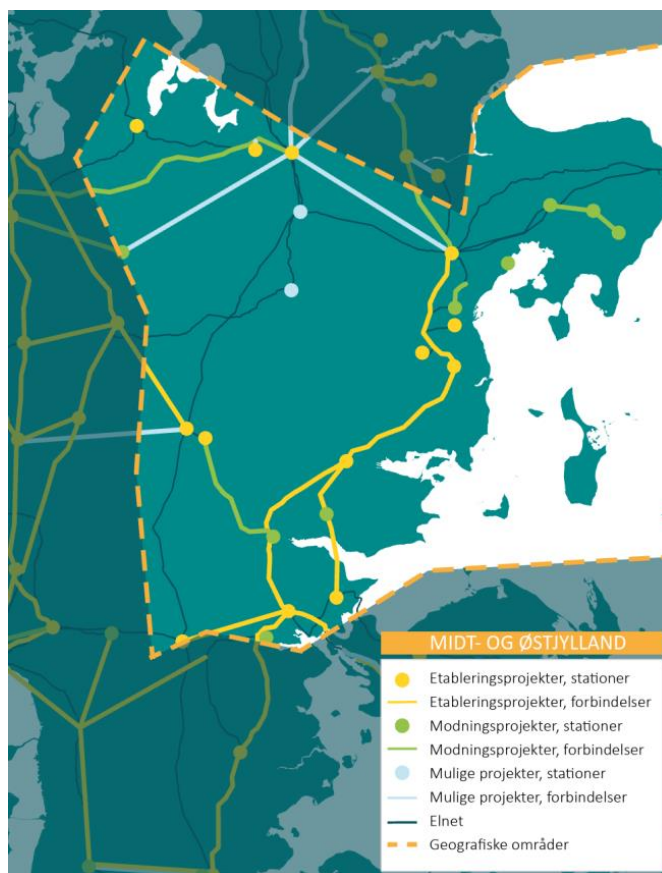 MIDT- OG ØSTJYLLAND
Etableringsprojekter, stationer
Etableringsprojekter, forbindelser
Modningsprojekter, stationer
Modningsprojekter, forbindelser
Mulige projekter, stationer
Mulige projekter, forbindelser
Elnet
Geografiske områder